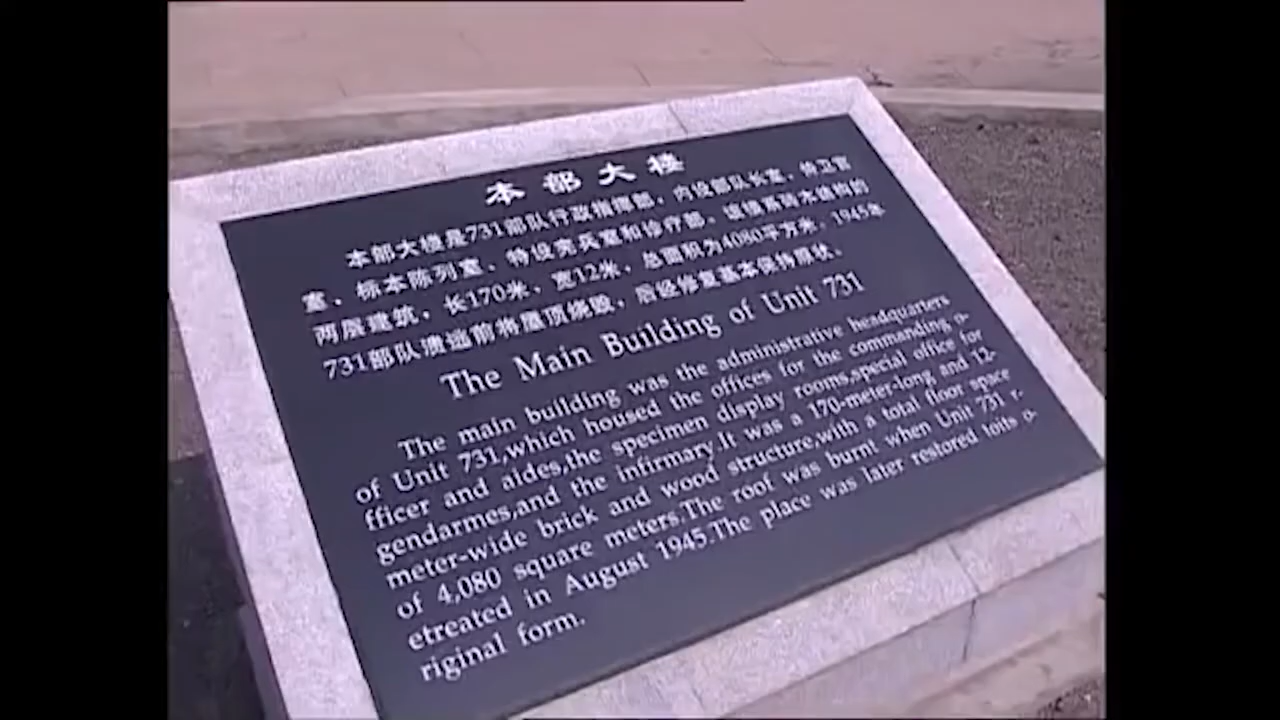 本部大楼
本部大楼是731部队行政指挥部，内设部队长室、侍卫官
室、标本陈列室、特设宪兵室和诊疗部，该楼系砖木结构的
两层建筑，长170米，宽12米，总面积为4080平方米，1945年
731部队溃逃前将屋顶烧毁，后经修复基本保持原状。
The Main Building of Unit 731
The main building was the administrative headquarters
of Unit 731,which housed the offices for the commanding o-
fficer and aides,the specimen display rooms,special office for
gendarmes,and the infirmary.It was a 170-meter-long and 12-
meter-wide brick and wood structure,with a total floor space
of 4,080 square meters.The roof was burnt when Unit 731 r-
etreated in August 1945.The place was later restored toits o-
riginal form.